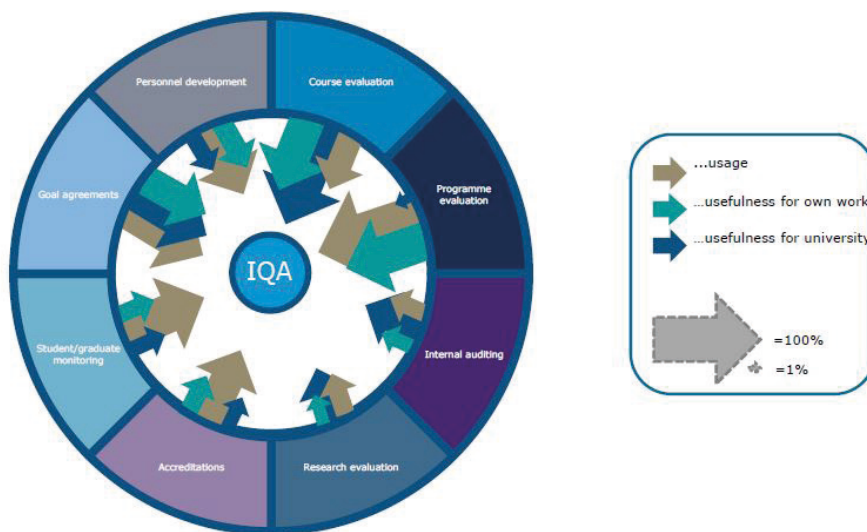 Personnel development
Course evaluation
Goal agreements
Programme
evaluation
IQA
Student/graduate
monitoring
Internal auditing
Accreditations
Research evaluation
...usage
...usefulness for own work
...usefulness for university
=100%
=1%